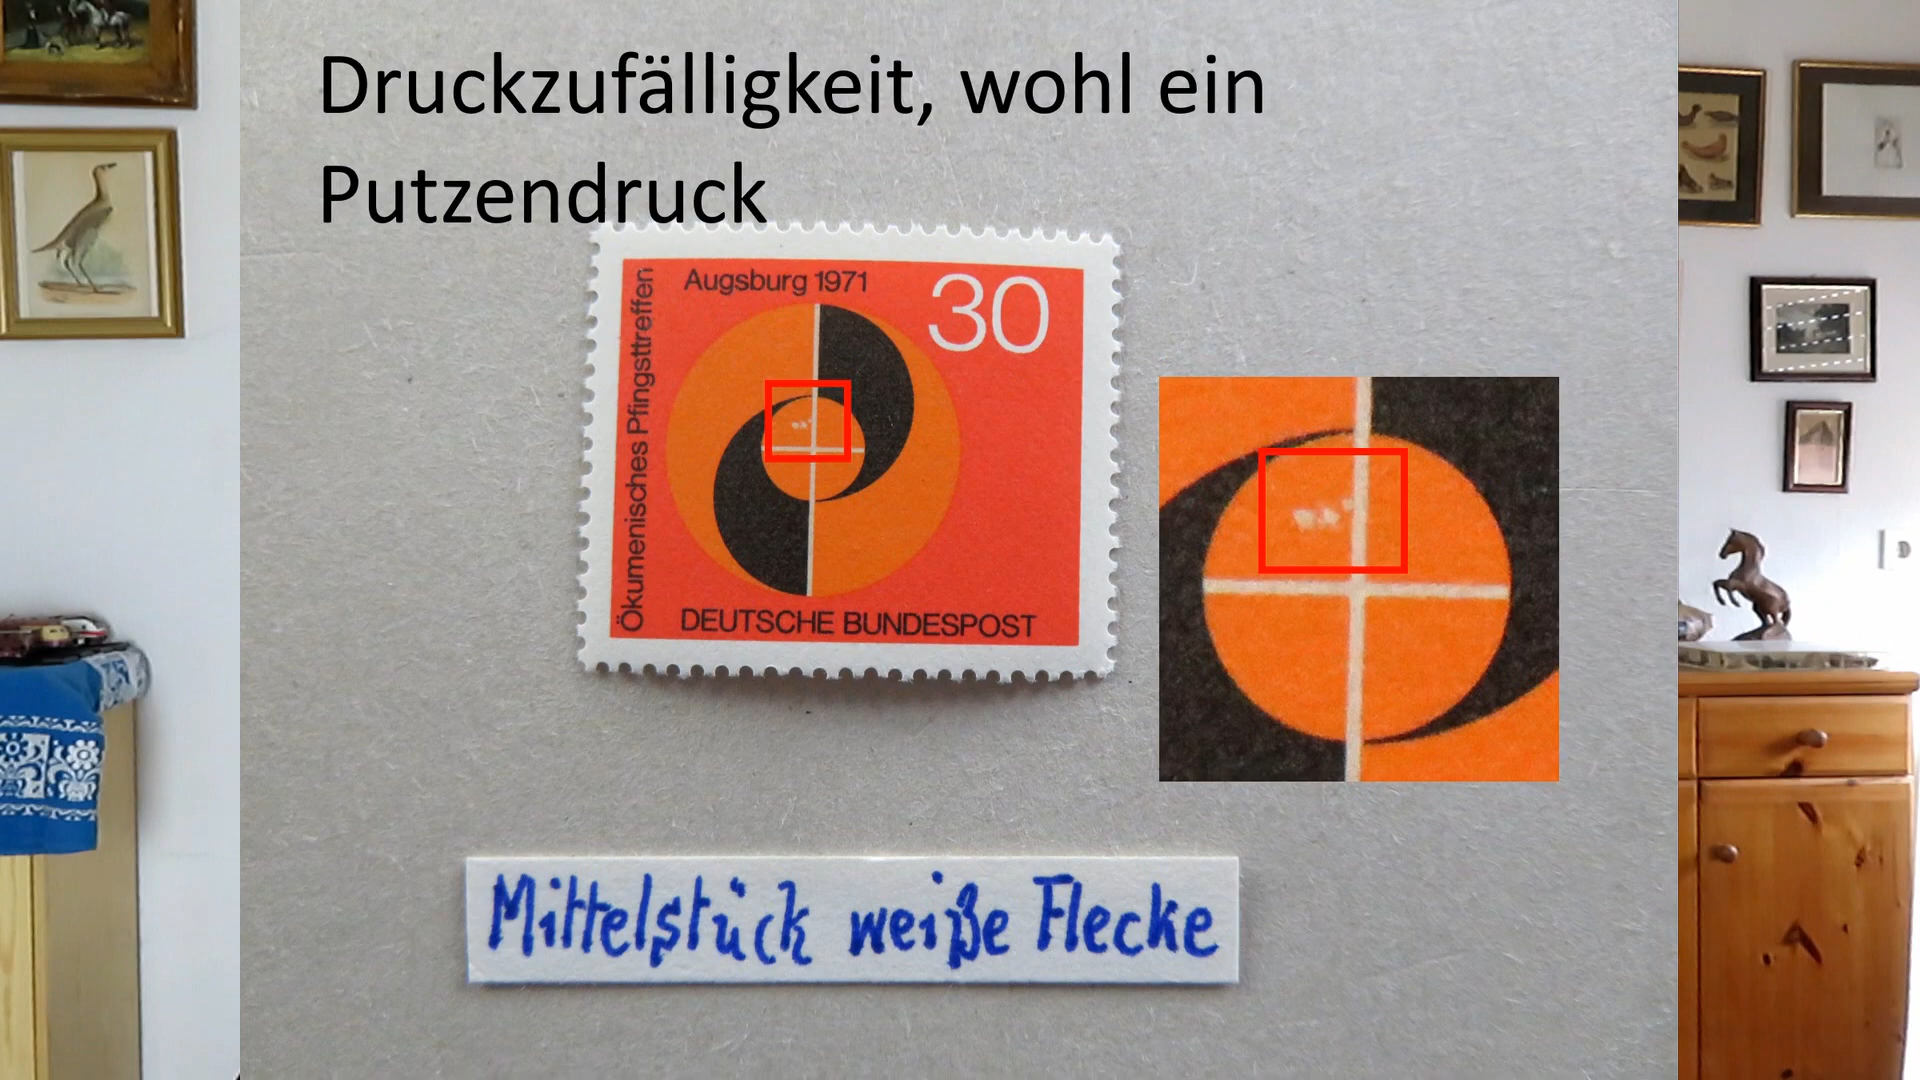 Druckzufälligkeit, wohl ein
Putzendruck
Augsburg 1971
30
Ökumenisches Pfingsttreffen
DEUTSCHE BUNDESPOST
Mittelstück weiße Flecke